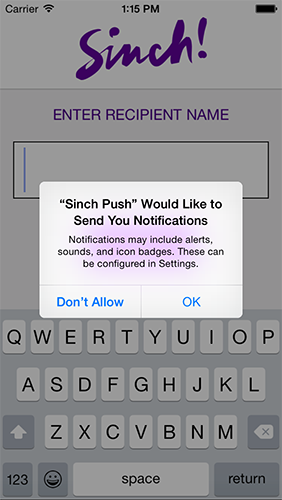 Carrier 1:15 PM
Sinch!
ENTER RECIPIENT NAME
“Sinch Push” Would Like to
Send You Notifications
Notifications may include alerts,
sounds, and icon badges. These can
be configured in Settings.
Don’t Allow OK
Q W E R T Y U I O P
A S D F G H J K L
Z X C V B N M
123 space return